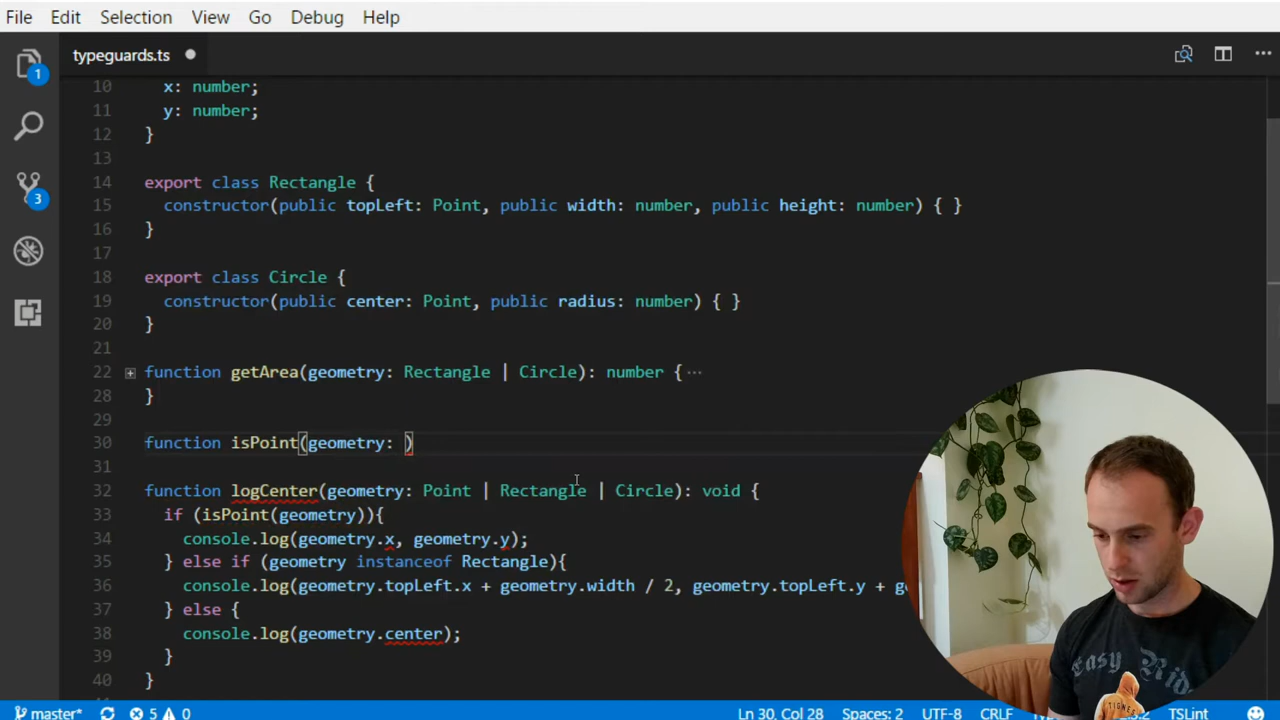 File Edit Selection View Go Debug Help
typeguards.ts
1
10 x: number;
11 y: number;
12 }
13
14 export class Rectangle {
3
15 constructor(public topLeft: Point, public width: number, public height: number) { }
16 }
17
18 export class Circle {
19 constructor(public center: Point, public radius: number) { }
20 }
21
22 function getArea(geometry: Rectangle | Circle): number { ...
28 }
29
30 function isPoint(geometry: )
31
32 function logCenter(geometry: Point | Rectangle | Circle): void {
33 if (isPoint(geometry)){
34 console.log(geometry.x, geometry.y);
35 } else if (geometry instanceof Rectangle){
36 console.log(geometry.topLeft.x + geometry.width / 2, geometry.topLeft.y +
37 } else {
38 console.log(geometry.center);
39 }
40 }
master* 5 0 Ln 30, Col 28 Spaces: 2 UTF-8 CRLF TSLint